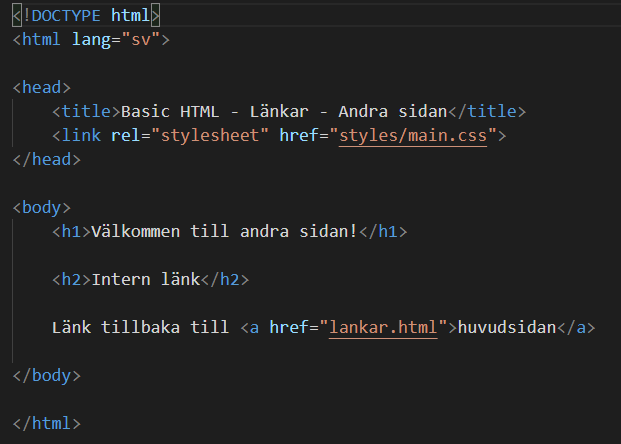 <!DOCTYPE html>
<html lang="sv">
<head>
<title>Basic HTML - Länkar - Andra sidan</title>
<link rel="stylesheet" href="styles/main.css">
</head>
<body>
<h1>Välkommen till andra sidan!</h1>
<h2>Intern länk</h2>
Länk tillbaka till <a href="lankar.html">huvudsidan</a>
</body>
</html>